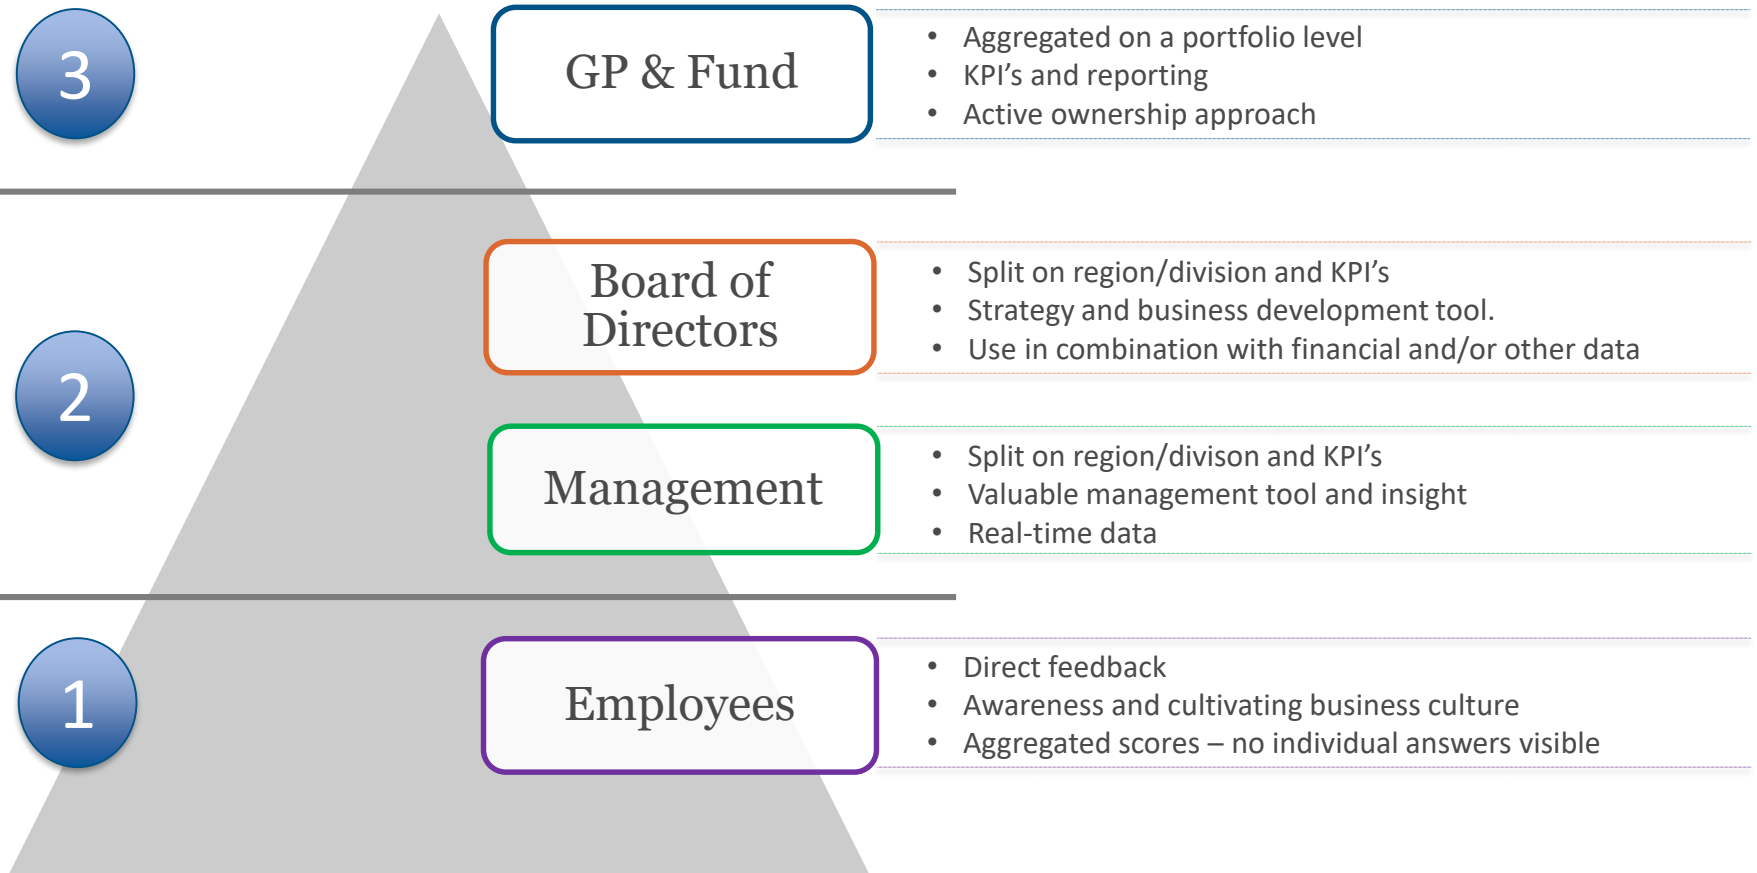 3
GP & Fund
• Aggregated on a portfolio level
• KPI’s and reporting
• Active ownership approach
2
Board of
Directors
• Split on region/division and KPI’s
• Strategy and business development tool.
• Use in combination with financial and/or other data
Management
• Split on region/divison and KPI’s
• Valuable management tool and insight
• Real-time data
1
Employees
• Direct feedback
• Awareness and cultivating business culture
• Aggregated scores – no individual answers visible